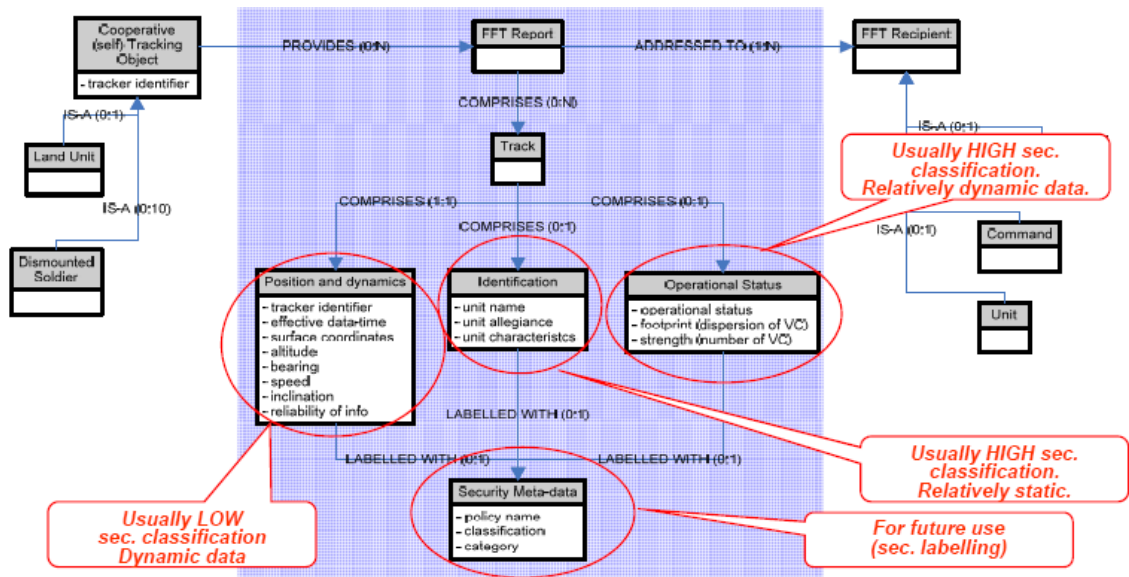 Cooperative
(self) Tracking
Object
- tracker identifier
PROVIDES (0:N)
FFT Report
ADDRESSED TO (1:N)
FFT Recipient
COMPRISES (0:N)
IS-A (0:1)
Land Unit
IS-A (0:10)
Dismounted
Soldier
Track
IS-A (0:1)
Usually HIGH sec.
classification.
Relatively dynamic data.
COMPRISES (1:1)
COMPRISES (0:1)
COMPRISES (0:1)
IS-A (0:1)
Command
Unit
Position and dynamics
- tracker identifier
- effective data-time
- surface coordinates
- altitude
- bearing
- speed
- inclination
- reliability of info
Identification
- unit name
- unit allegiance
- unit characteristcs
Operational Status
- operational status
- footprint (dispersion of VC)
- strength (number of VC)
LABELLED WITH (0:1)
LABELLED WITH (0:1)
LABELLED WITH (0:1)
Usually HIGH sec.
classification.
Relatively static.
Security Meta-data
- policy name
- classification
- category
Usually LOW
sec. classification
Dynamic data
For future use
(sec. labelling)